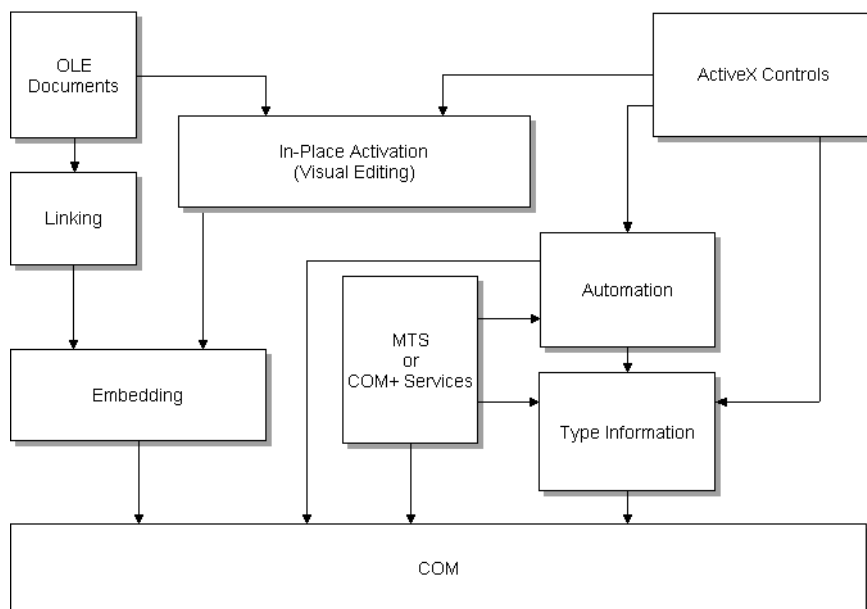 OLE
Documents
ActiveX Controls
In-Place Activation
(Visual Editing)
Linking
Automation
MTS
or
COM+ Services
Embedding
Type Information
COM